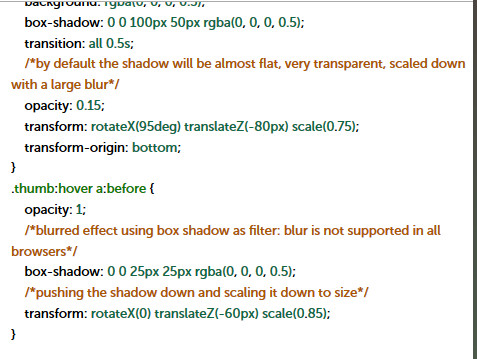 background: rgba(0, 0, 0, 0.5);
box-shadow: 0 0 100px 50px rgba(0, 0, 0, 0.5);
transition: all 0.5s;
/*by default the shadow will be almost flat, very transparent, scaled down
with a large blur*/
opacity: 0.15;
transform: rotateX(95deg) translateZ(-80px) scale(0.75);
transform-origin: bottom;
}
.thumb:hover a:before {
opacity: 1;
/*blurred effect using box shadow as filter: blur is not supported in all
browsers*/
box-shadow: 0 0 25px 25px rgba(0, 0, 0, 0.5);
/*pushing the shadow down and scaling it down to size*/
transform: rotateX(0) translateZ(-60px) scale(0.85);
}